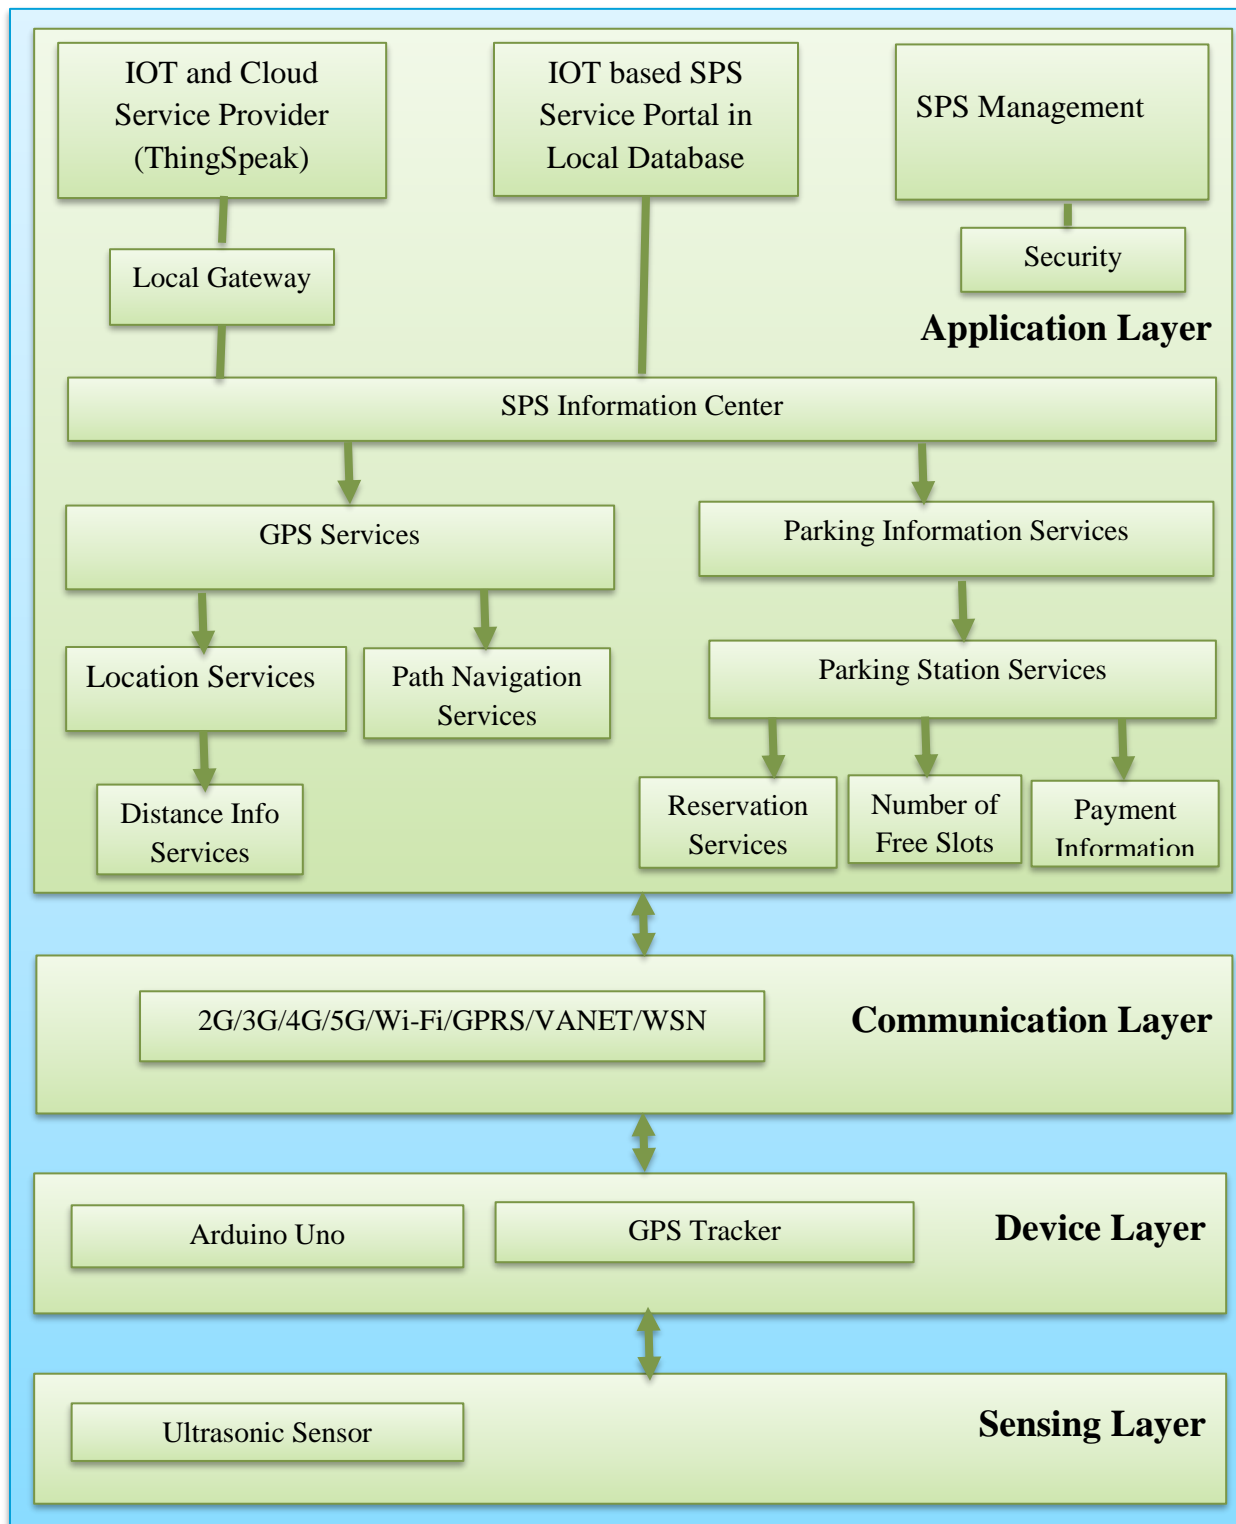 IOT and Cloud
Service Provider
(ThingSpeak)
IOT based SPS
Service Portal in
Local Database
SPS Management
Local Gateway
Security
Application Layer
SPS Information Center
GPS Services
Parking Information Services
Location Services
Path Navigation
Services
Parking Station Services
Distance Info
Services
Reservation
Services
Number of
Free Slots
Payment
Information
2G/3G/4G/5G/Wi-Fi/GPRS/VANET/WSN
Communication Layer
Arduino Uno
GPS Tracker
Device Layer
Ultrasonic Sensor
Sensing Layer